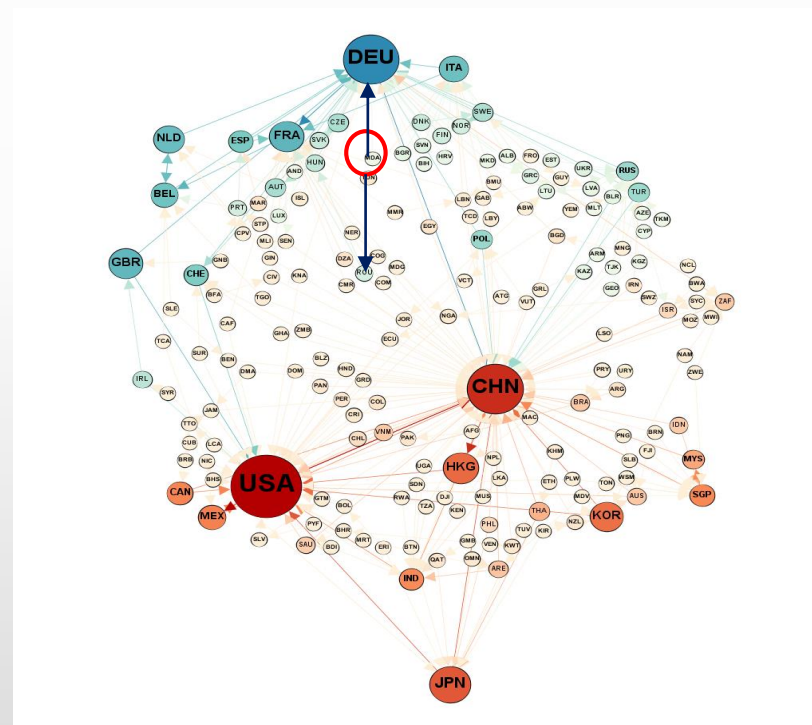 DEU
ITA
NLD
ESP
FRA
CZE
SVK
HUN
MDA
BGR
DNK
SVN
FIN
BIH
HRV
NOR
SWE
MKD
ALB
FRO
GRC
EST
GUY
UKR
LTU
LVA
BLR
RUS
TUR
BEL
AND
AUT
PRT
MAR
LUX
ISL
STP
CPV
MLI
SEN
MMR
NER
EGY
LBN
GAB
BMU
TCD
LBY
ABW
YEM
MLT
AZE
CYP
TKM
GBR
CHE
GNB
GIN
CIV
KNA
BFA
TGO
DZA
COG
MDG
CMR
COM
POL
BGD
VCT
ATG
GRL
VUT
ARM
MNG
KAZ
TJK
KGZ
GEO
IRN
SWZ
NCL
BWA
SYC
ZAF
ISR
MOZ
MWI
SLE
TCA
SUR
CAF
BEN
DMA
GHA
ZMB
JOR
NGA
ECU
LSO
NAM
ZWE
IRL
SYR
DOM
BLZ
HND
PAN
GRD
PER
COL
CRI
CHN
PRY
URY
ARG
BRA
MAC
JAM
TTO
CUB
LCA
BRB
NIC
BHS
CHL
VNM
PAK
AFG
HKG
NPL
LKA
KHM
PNG
BRN
IDN
FJI
SLB
MYS
SGP
CAN
MEX
USA
GTM
BOL
UGA
SDN
RWA
TZA
DJI
KEN
MUS
ETH
PLW
MDV
TON
WSM
AUS
THA
KOR
NZL
SLV
SAU
PYF
BHR
BDI
MRT
ERI
BTN
QAT
IND
GMB
OMN
PHL
VEN
KWT
ARE
TUV
KIR
JPN